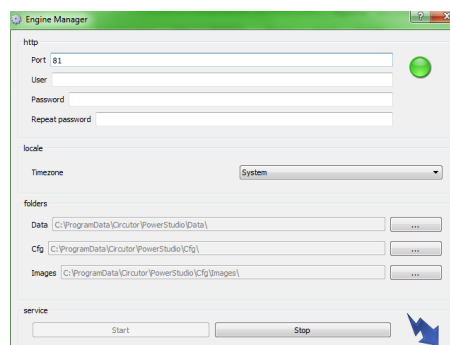 Engine Manager
http
Port 81
User
Password
Repeat password
locale
Timezone System
folders
Data C:\ProgramData\Circutor\PowerStudio\Data\ ...
Cfg C:\ProgramData\Circutor\PowerStudio\Cfg\ ...
Images C:\ProgramData\Circutor\PowerStudio\Cfg\Images\ ...
service
Start Stop